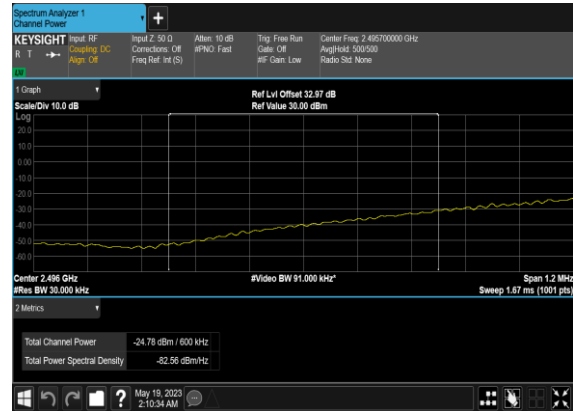 Spectrum Analyzer 1
Channel Power
+
KEYSIGHT Input: RF Input Z: 50 Ω Atten: 10 dB Trig: Free Run Center Freq: 2.495700000 GHz
R T Coupling: DC Corrections: Off #PNO: Fast Gate: Off Avg|Hold: 500/500
Align: Off Freq Ref: Int (S) #IF Gain: Low Radio Std: None
1 Graph
Ref Lvl Offset 32.97 dB
Scale/Div 10.0 dB Ref Value 30.00 dBm
Log
20.0
10.0
0.00
-10.0
-20.0
-30.0
-40.0
-50.0
-60.0
Center 2.496 GHz #Video BW 91.000 kHz* Span 1.2 MHz
#Res BW 30.000 kHz Sweep 1.67 ms (1001 pts)
2 Metrics
Total Channel Power -24.78 dBm / 600 kHz
Total Power Spectral Density -82.56 dBm/Hz
? May 19, 2023
2:10:34 AM